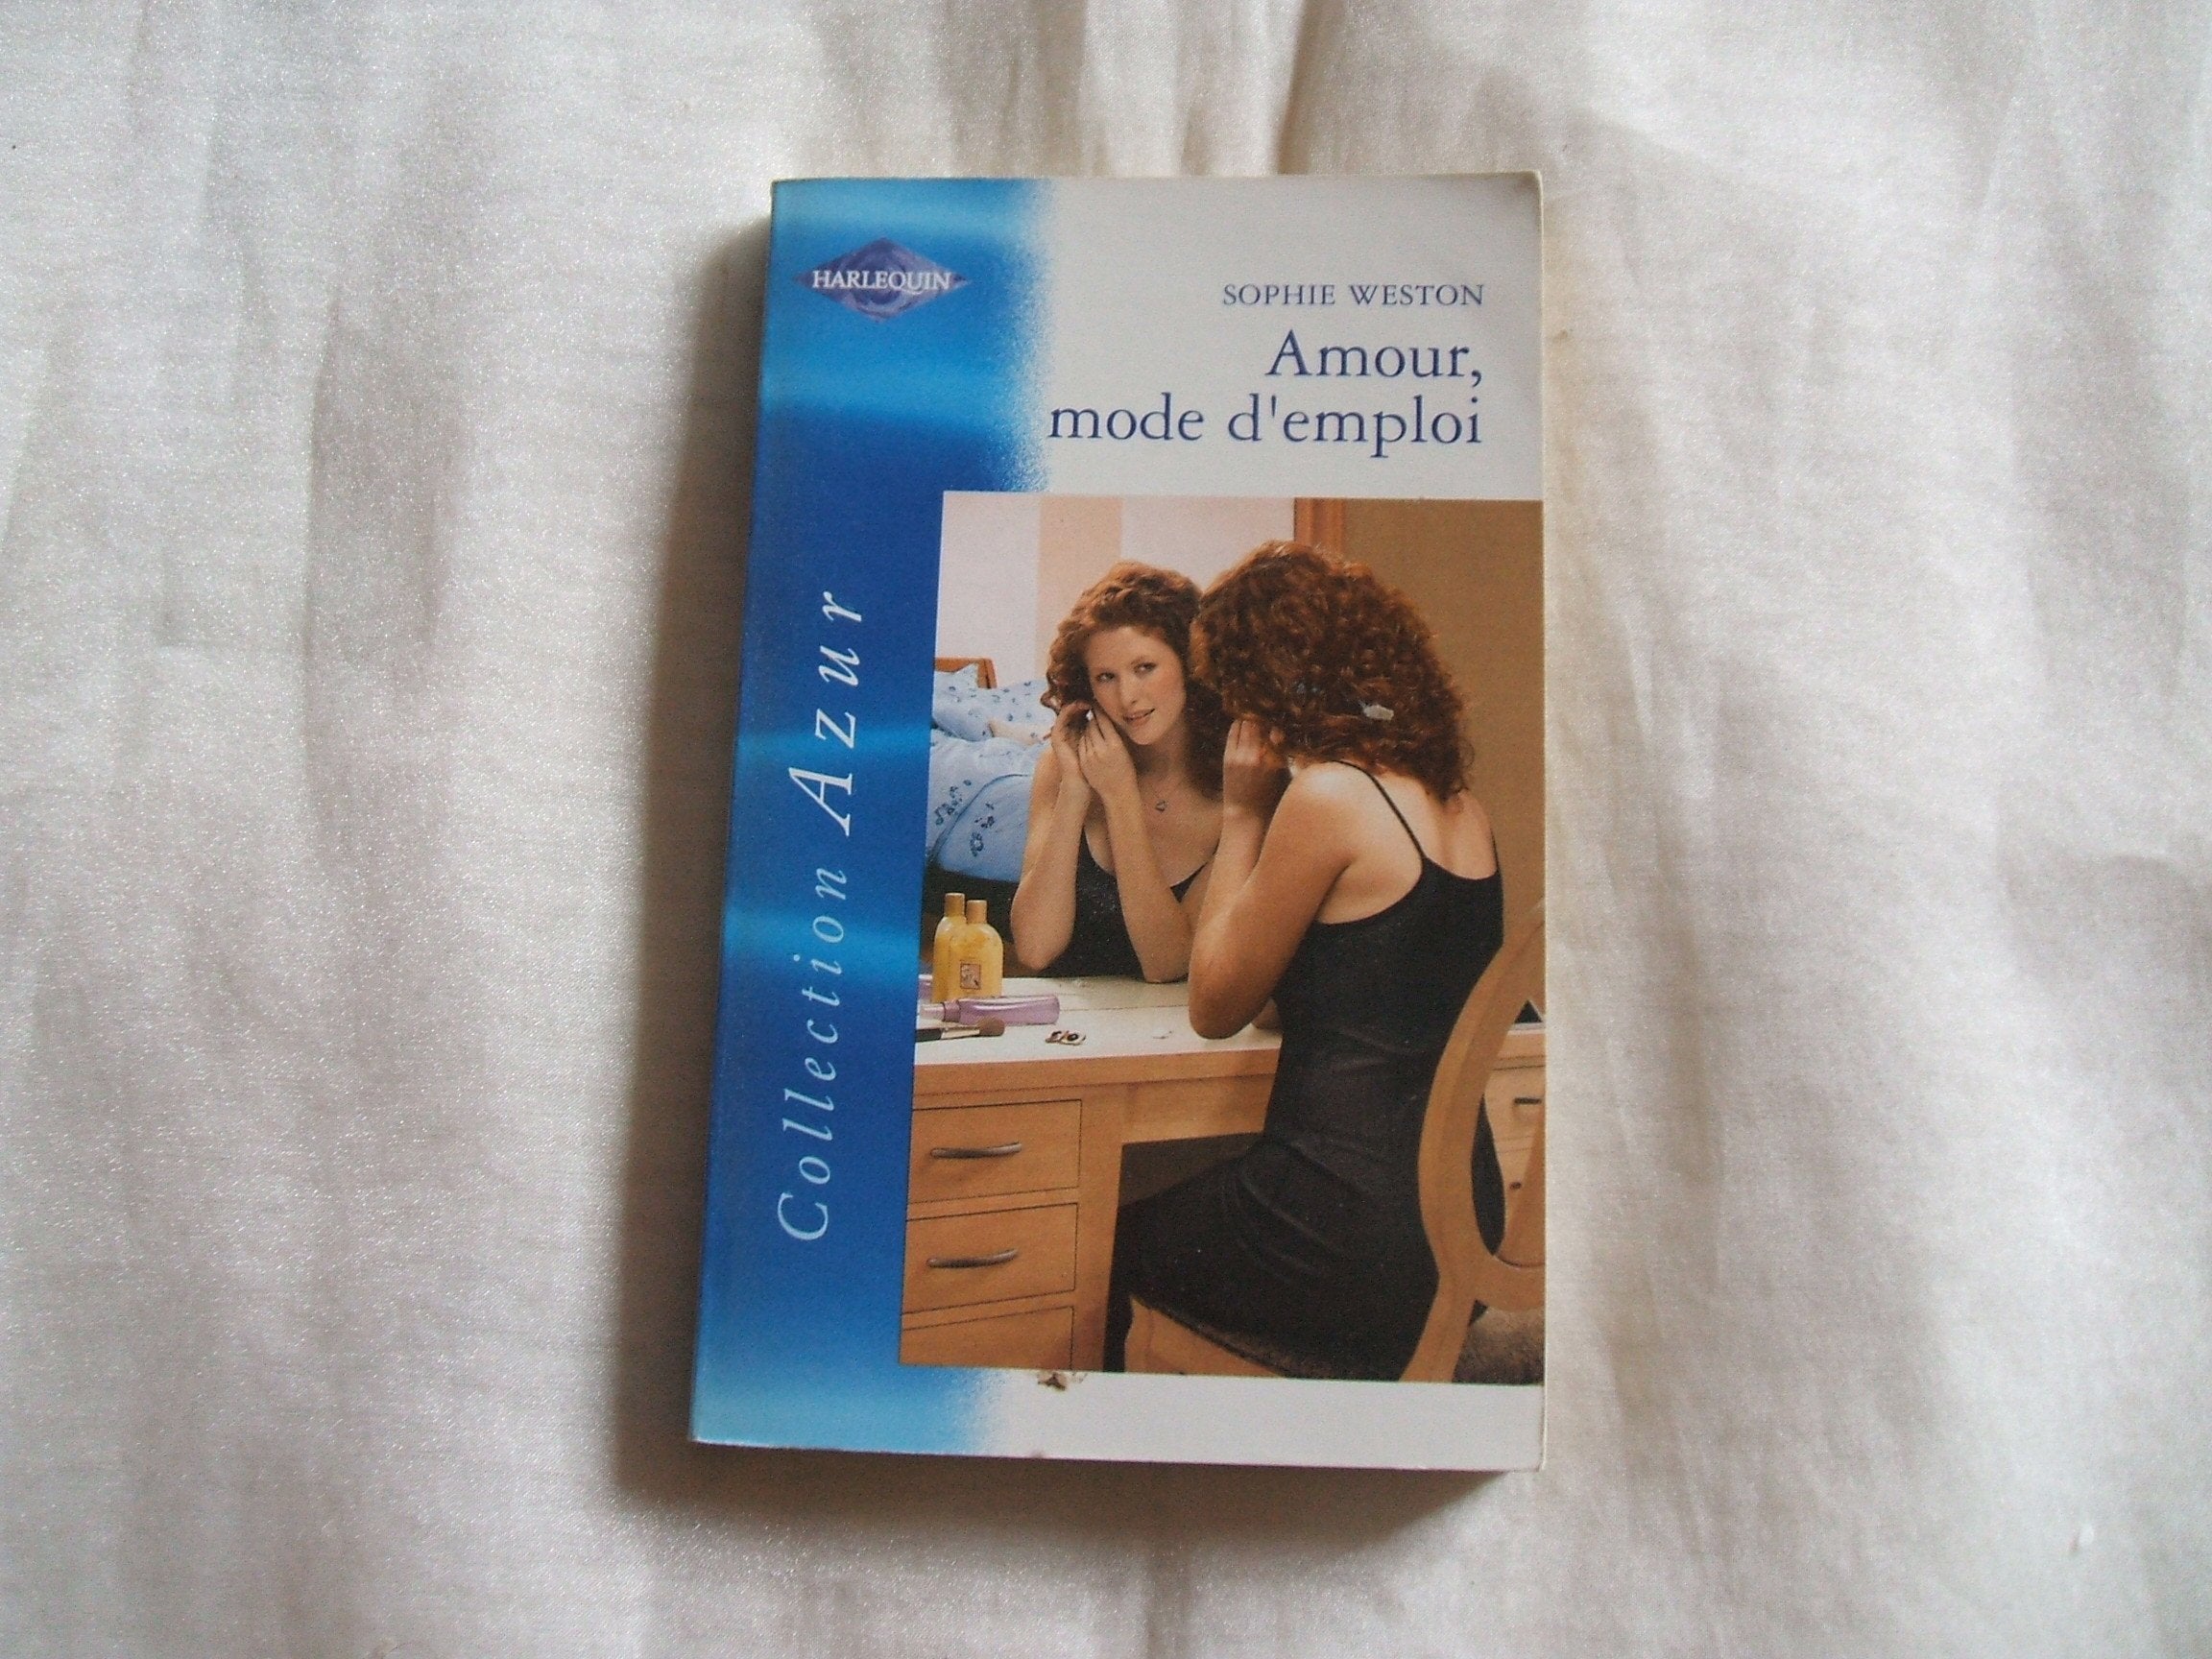 HARLEQUIN
SOPHIE WESTON
Amour,
mode d'emploi
Collection Azur